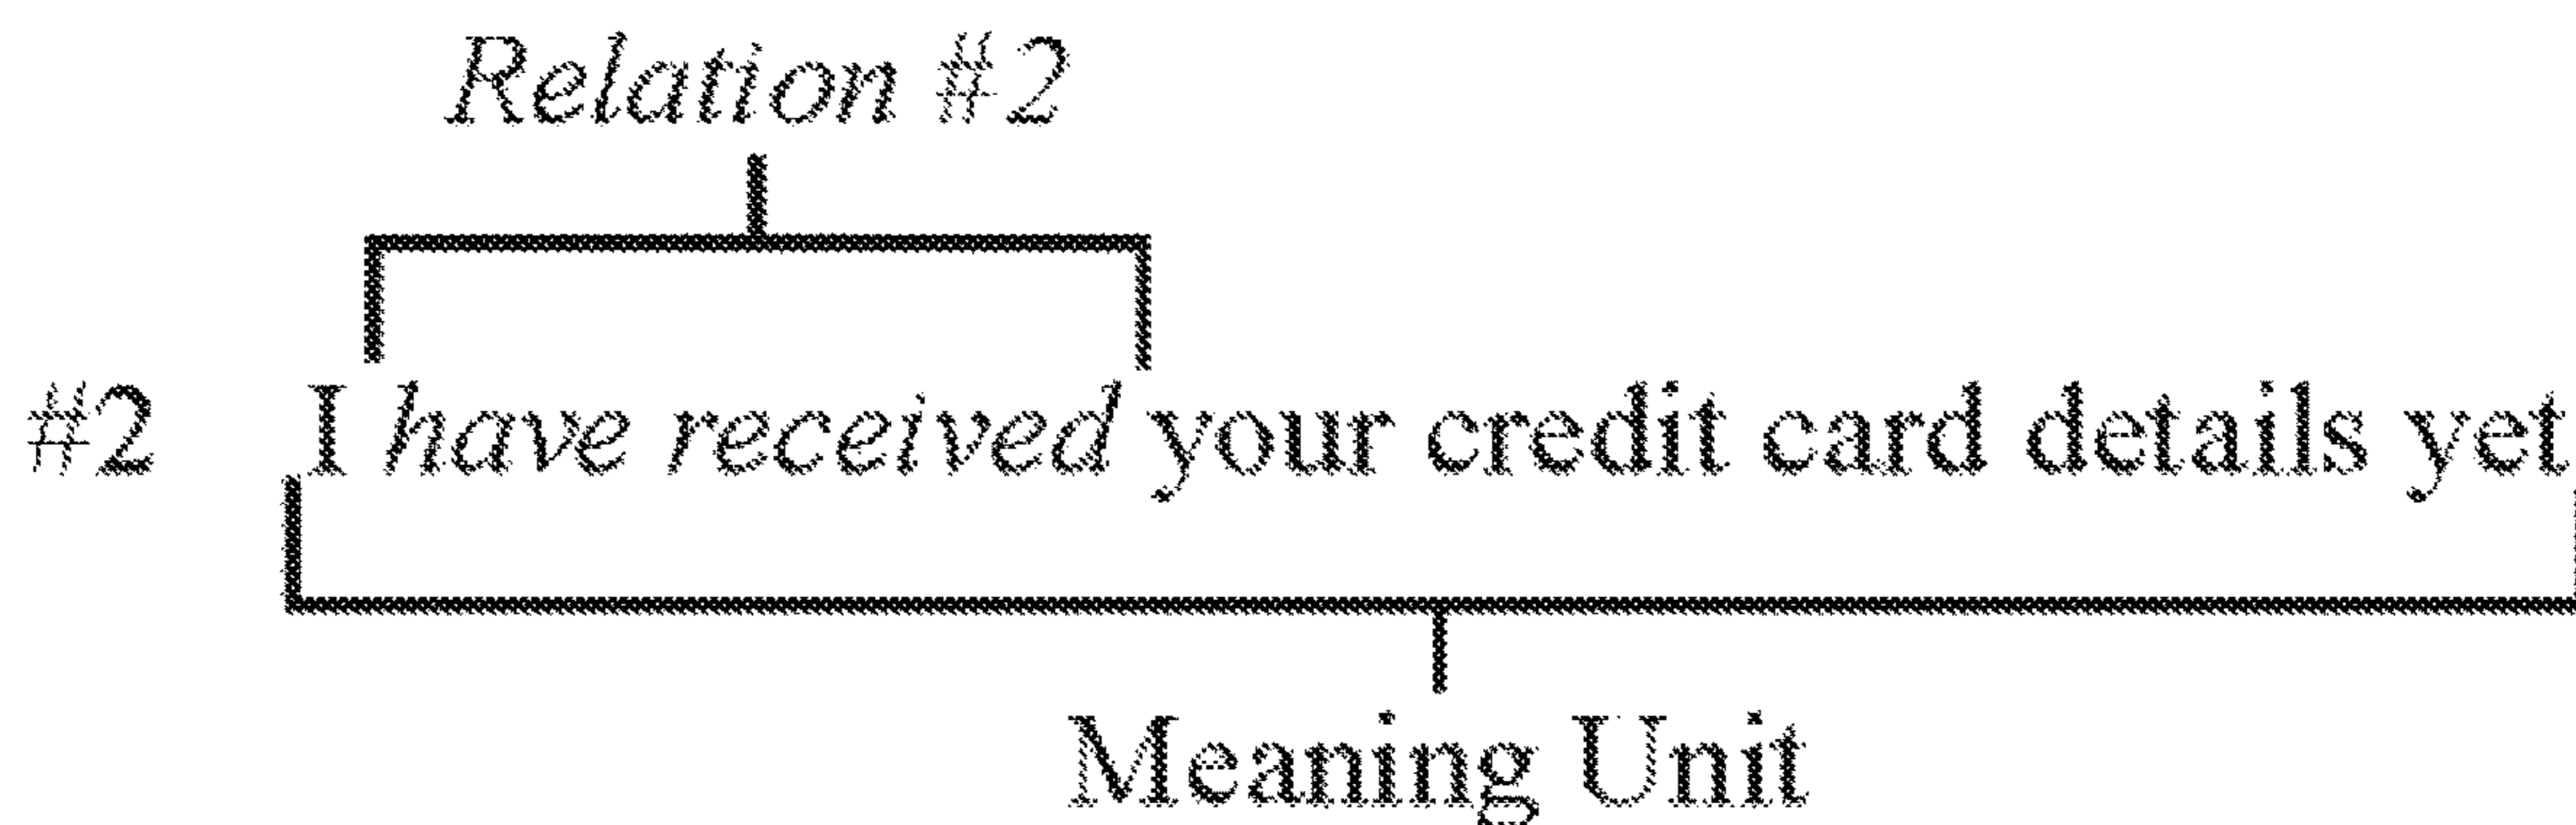 Relation #2
#2 I have received your credit card details yet
Meaning Unit